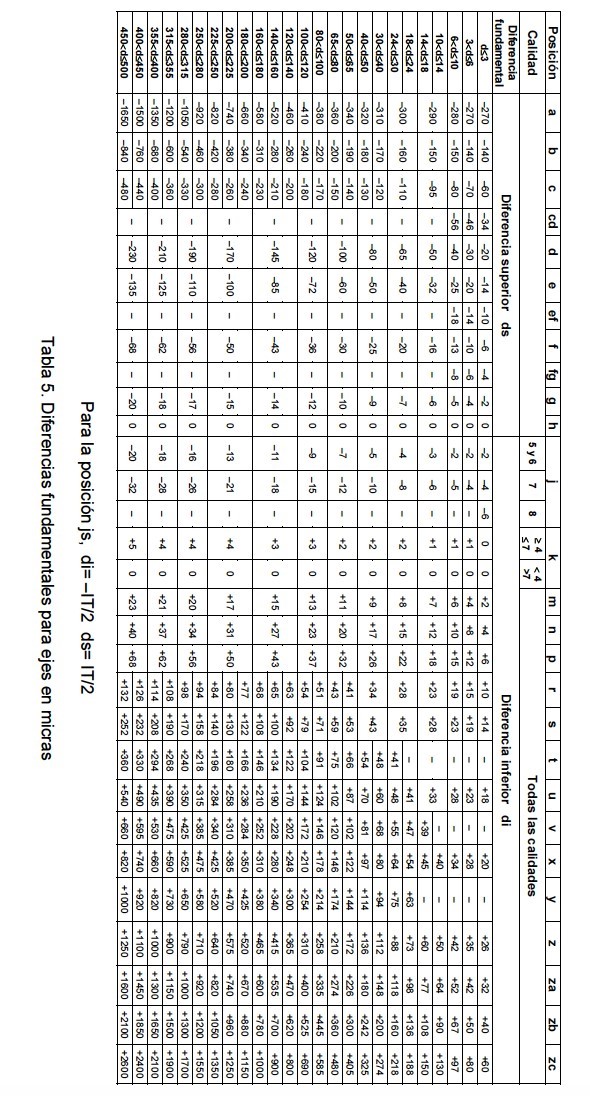 Posición a b c cd d e ef f fg g h j k m n p r s t u v x y z za zb zc
Calidad 5 y 6 7 8 ≥ 4 ≤ 7 < 4 >7 Todas las calidades
Diferencia fundamental Diferencia superior ds Diferencia inferior di
d≤3 –270 –140 –60 –34 –20 –14 –10 –6 –4 –2 0 –2 –4 –6 0 0 +2 +4 +6 +10 +14 – +18 – +20 – +26 +32 +40 +60
3<d≤6 –270 –140 –70 –46 –30 –20 –14 –10 –6 –4 0 –2 –4 – +1 0 +4 +8 +12 +15 +19 – +23 – +28 – +35 +42 +50 +80
6<d≤10 –280 –150 –80 –56 –40 –25 –18 –13 –8 –5 0 –2 –5 – +1 0 +6 +10 +15 +19 +23 – +28 – +34 – +42 +52 +67 +97
10<d≤14 –290 –150 –95 – –50 –32 – –16 – –6 0 –3 –6 – +1 0 +7 +12 +18 +23 +28 – +33 – +40 – +50 +64 +90 +130
14<d≤18 +39 +45 – +60 +77 +108 +150
18<d≤24 –300 –160 –110 – –65 –40 – –20 – –7 0 –4 –8 – +2 0 +8 +15 +22 +28 +35 – +41 +47 +54 +63 +73 +98 +136 +188
24<d≤30 +41 +48 +55 +64 +75 +88 +118 +160 +218
30<d≤40 –310 –170 –120 – –80 –50 – –25 – –9 0 –5 –10 – +2 0 +9 +17 +26 +34 +43 +48 +60 +68 +80 +94 +112 +148 +200 +274
40<d≤50 –320 –180 –130 +54 +70 +81 +97 +114 +136 +180 +242 +325
50<d≤65 –340 –190 –140 – –100 –60 – –30 – –10 0 –7 –12 – +2 0 +11 +20 +32 +41 +53 +66 +87 +102 +122 +144 +172 +226 +300 +405
65<d≤80 –360 –200 –150 +43 +59 +75 +102 +120 +146 +174 +210 +274 +360 +480
80<d≤100 –380 –220 –170 – –120 –72 – –36 – –12 0 –9 –15 – +3 0 +13 +23 +37 +51 +71 +91 +124 +146 +178 +214 +258 +335 +445 +585
100<d≤120 –410 –240 –180 +54 +79 +104 +144 +172 +210 +254 +310 +400 +525 +690
120<d≤140 –460 –260 –200 +63 +92 +122 +170 +202 +248 +300 +365 +470 +620 +800
140<d≤160 –520 –280 –210 – –145 –85 – –43 – –14 0 –11 –18 – +3 0 +15 +27 +43 +65 +100 +134 +190 +228 +280 +340 +415 +535 +700 +900
160<d≤180 –580 –310 –230 +68 +108 +146 +210 +252 +310 +380 +465 +600 +780 +1000
180<d≤200 –660 –340 –240 +77 +122 +166 +236 +284 +350 +425 +520 +670 +880 +1150
200<d≤225 –740 –380 –260 – –170 –100 – –50 – –15 0 –13 –21 – +4 0 +17 +31 +50 +80 +130 +180 +258 +310 +385 +470 +575 +740 +960 +1250
225<d≤250 –820 –420 –280 +84 +140 +196 +284 +340 +425 +520 +640 +820 +1050 +1350
250<d≤280 –920 –460 –300 – –190 –110 – –56 – –17 0 –16 –26 – +4 0 +20 +34 +56 +94 +158 +218 +315 +385 +475 +580 +710 +920 +1200 +1550
280<d≤315 –1050 –540 –330 +98 +170 +240 +350 +425 +525 +650 +790 +1000 +1300 +1700
315<d≤355 –1200 –600 –360 – –210 –125 – –62 – –18 0 –18 –28 – +4 0 +21 +37 +62 +108 +190 +268 +390 +475 +590 +730 +900 +1150 +1500 +1900
355<d≤400 –1350 –680 –400 +114 +208 +294 +435 +530 +660 +820 +1000 +1300 +1650 +2100
400<d≤450 –1500 –760 –440 – –230 –135 – –68 – –20 0 –20 –32 – +5 0 +23 +40 +68 +126 +232 +330 +490 +595 +740 +920 +1100 +1450 +1850 +2400
450<d≤500 –1650 –840 –480 +132 +252 +360 +540 +660 +820 +1000 +1250 +1600 +2100 +2600
Para la posición js, di= –IT/2 ds= IT/2
Tabla 5. Diferencias fundamentales para ejes en micras